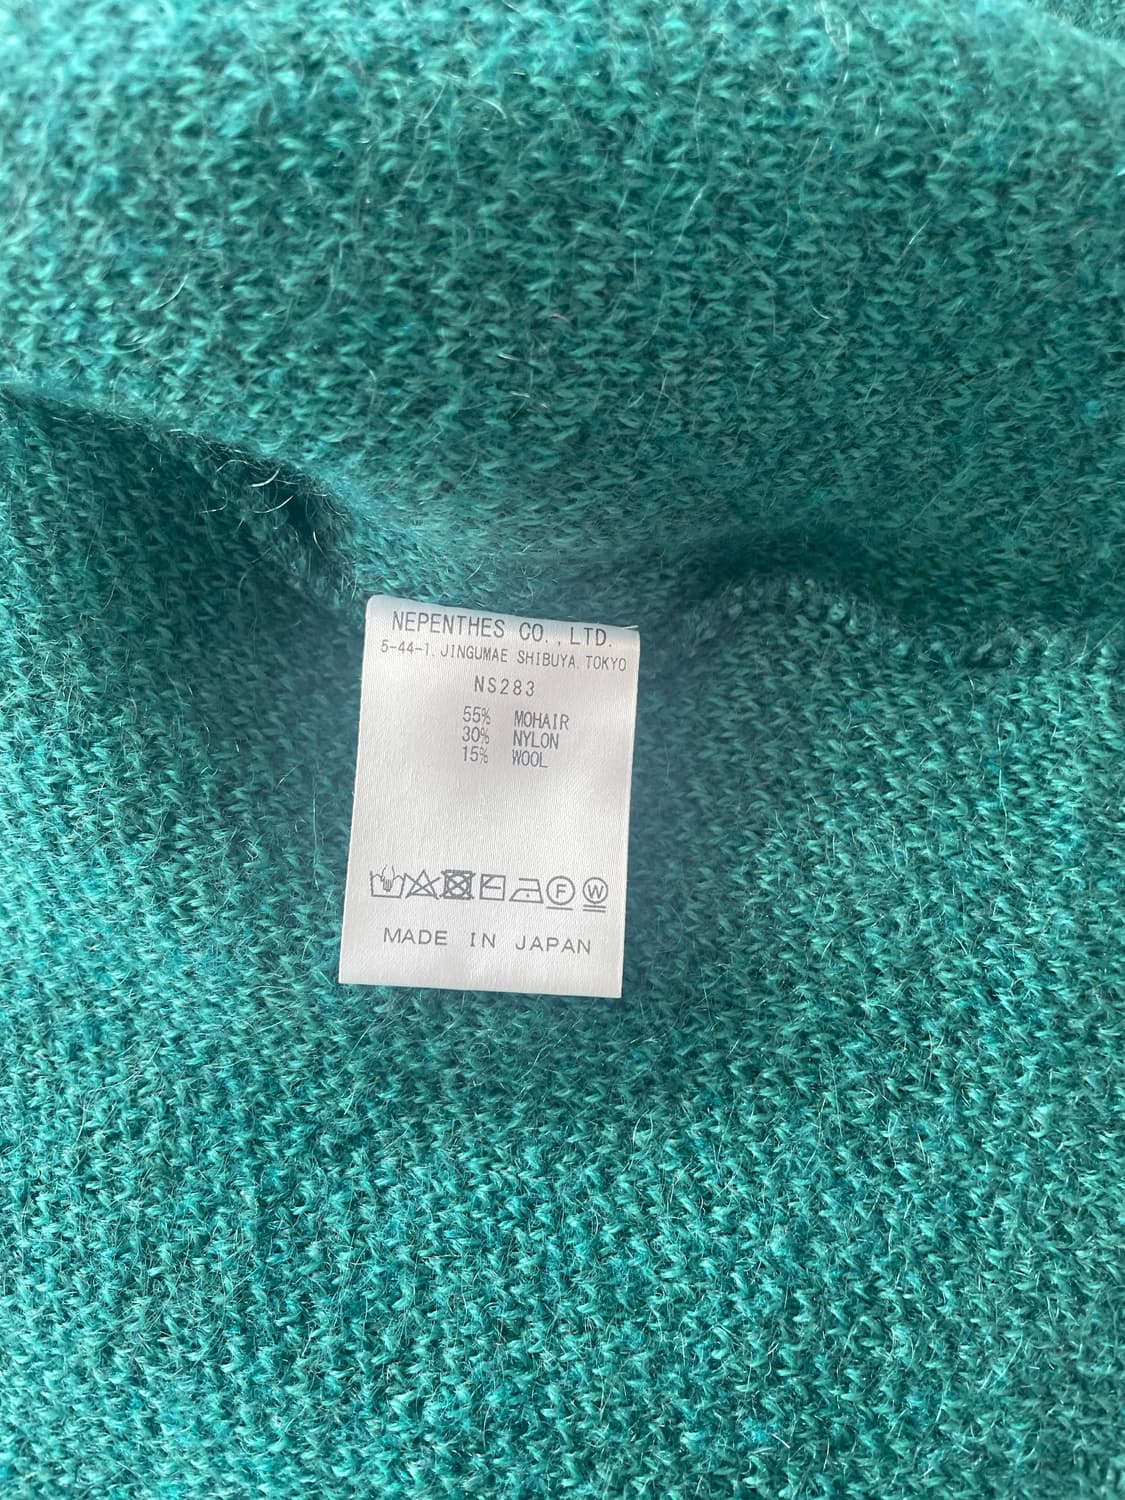 NEPENTHES CO., LTD.
5-44-1. JINGUMAE SHIBUYA. TOKYO
NS283
55% MOHAIR
30% NYLON
15% WOOL
F W
MADE IN JAPAN